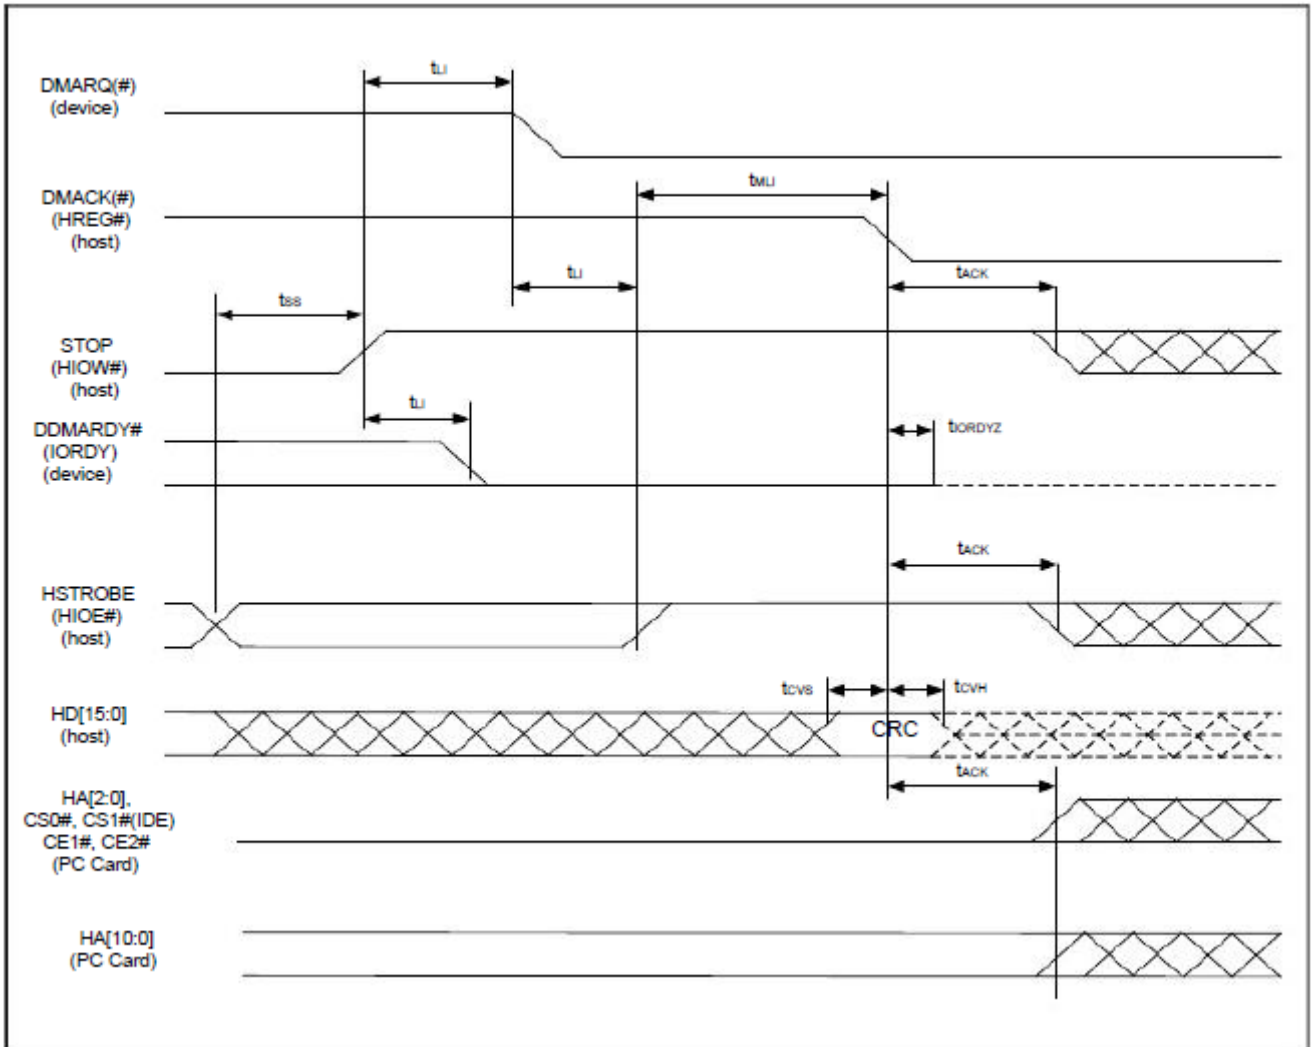 tLI
DMARQ(#)
(device)
tMLI
DMACK(#)
(HREG#)
(host)
tLI
tACK
tSS
STOP
(HIOW#)
(host)
tLI
DDMARDY#
(IORDY)
(device)
tIORDYZ
tACK
HSTROBE
(HIOE#)
(host)
tCVS
tCVH
HD[15:0]
(host)
CRC
tACK
HA[2:0],
CS0#, CS1#(IDE)
CE1#, CE2#
(PC Card)
HA[10:0]
(PC Card)